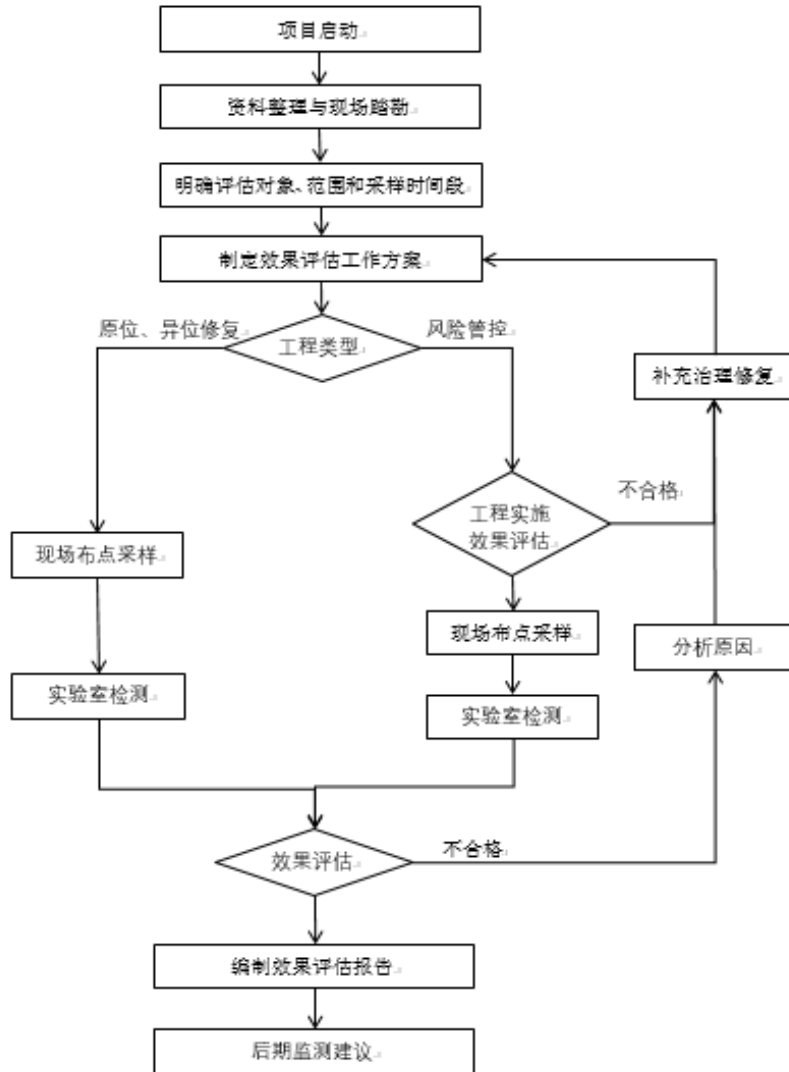 项目启动
资料整理与现场踏勘
明确评估对象、范围和采样时间段
制定效果评估工作方案
原位、异位修复
工程类型
风险管控
补充治理修复
不合格
工程实施
效果评估
现场布点采样
现场布点采样
分析原因
实验室检测
实验室检测
效果评估
不合格
编制效果评估报告
后期监测建议